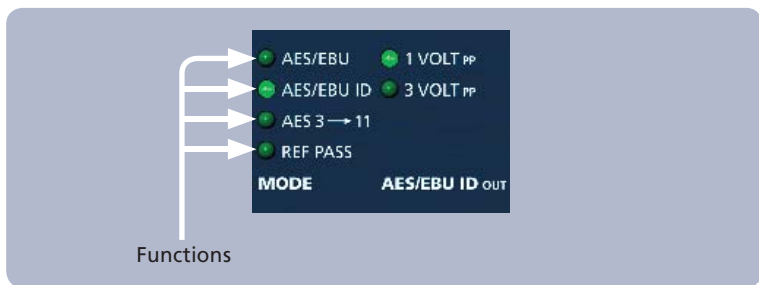 AES/EBU 1 VOLT PP
AES/EBU ID 3 VOLT PP
AES 3 → 11
REF PASS
MODE AES/EBU ID OUT
Functions